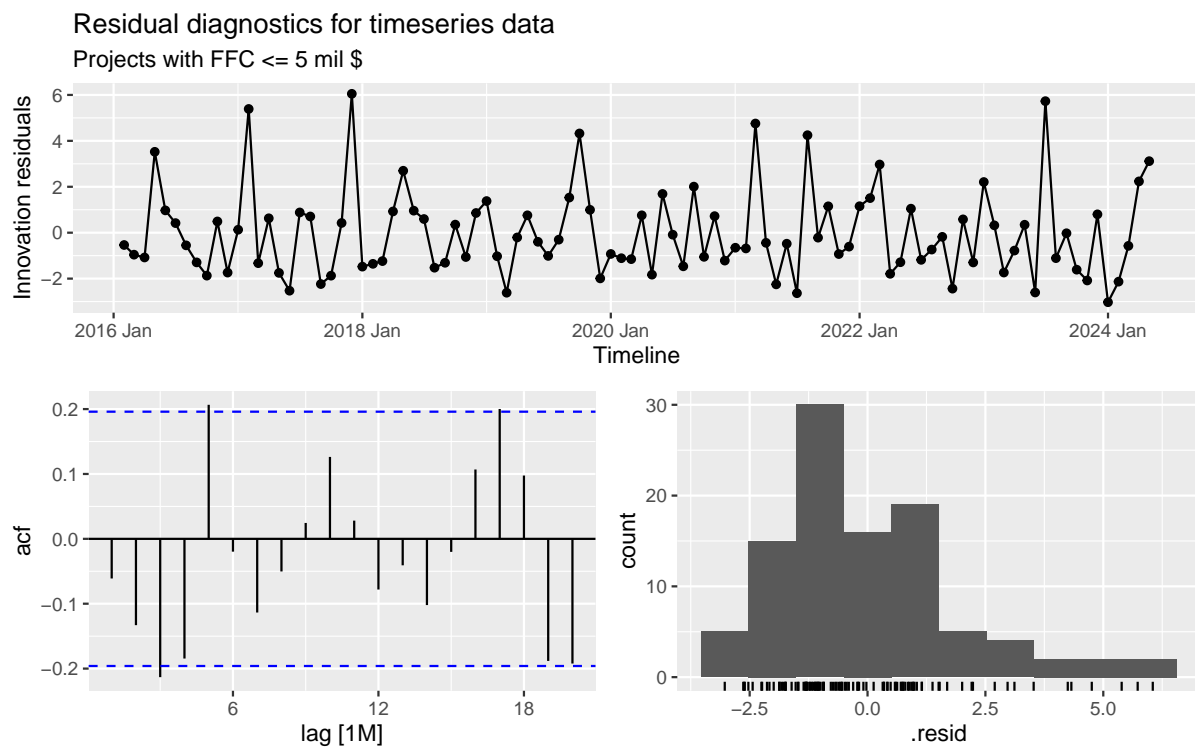 Residual diagnostics for timeseries data
Projects with FFC <= 5 mil $
Innovation residuals
6
4
2
0
−2
2016 Jan
2018 Jan
2020 Jan
2022 Jan
2024 Jan
Timeline
acf
0.2
0.1
0.0
−0.1
−0.2
6
12
18
lag [1M]
count
30
20
10
0
−2.5
0.0
2.5
5.0
.resid